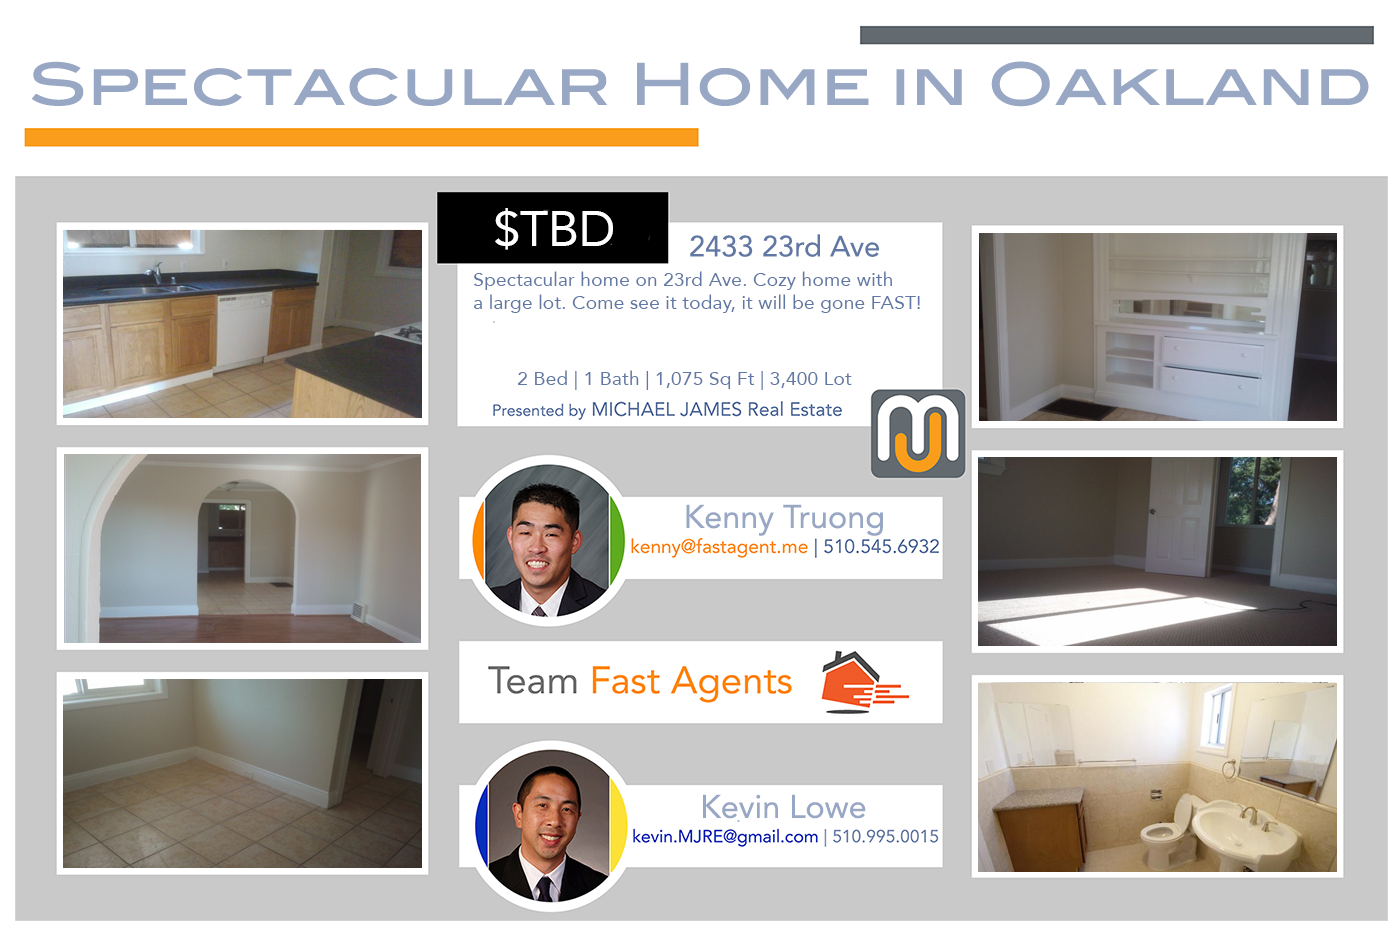 SPECTACULAR HOME IN OAKLAND
$TBD
2433 23rd Ave
Spectacular home on 23rd Ave. Cozy home with
a large lot. Come see it today, it will be gone FAST!
2 Bed | 1 Bath | 1,075 Sq Ft | 3,400 Lot
Presented by MICHAEL JAMES Real Estate
MJ
Kenny Truong
kenny@fastagent.me | 510.545.6932
Team Fast Agents
Kevin Lowe
kevin.MJRE@gmail.com | 510.995.0015